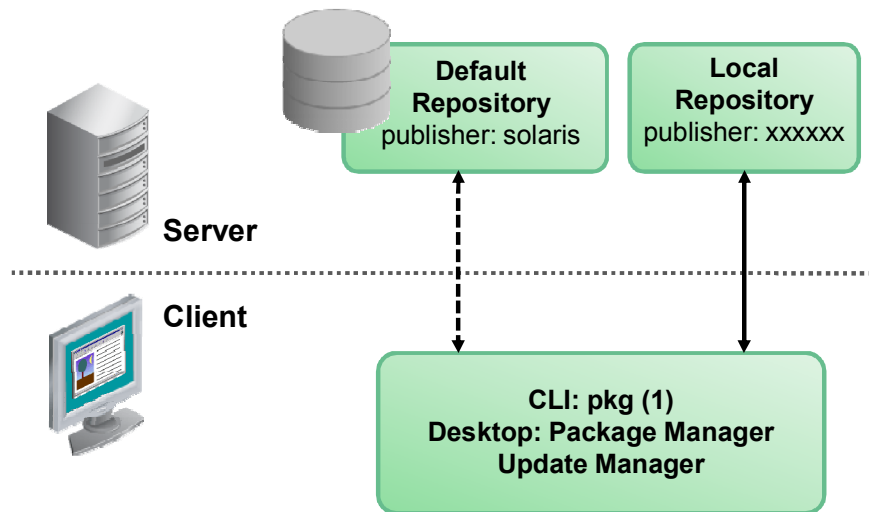 Default
Repository
publisher: solaris
Local
Repository
publisher: xxxxxx
Server
Client
CLI: pkg (1)
Desktop: Package Manager
Update Manager